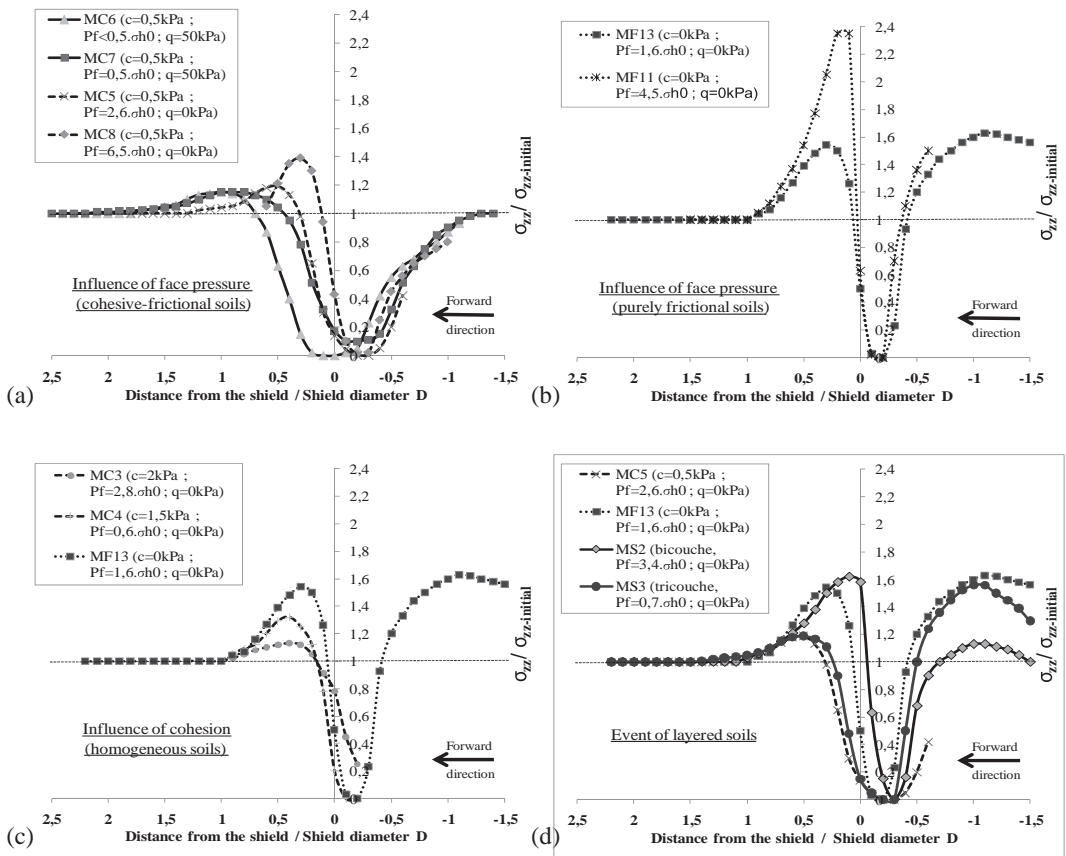 MC6 (c=0,5kPa ;
Pf<0,5.σh0 ; q=50kPa)
MC7 (c=0,5kPa ;
Pf=0,5.σh0 ; q=50kPa)
MC5 (c=0,5kPa ;
Pf=2,6.σh0 ; q=0kPa)
MC8 (c=0,5kPa ;
Pf=6,5.σh0 ; q=0kPa)
2,4
2,2
2
1,8
1,6
1,4
1,2
1
0,8
0,6
0,4
0,2
0
σzz/ σzz-initial
Influence of face pressure
(cohesive-frictional soils)
Forward
direction
2,5 2 1,5 1 0,5 0 -0,5 -1 -1,5
(a)
Distance from the shield / Shield diameter D
MF13 (c=0kPa ;
Pf=1,6.σh0 ; q=0kPa)
MF11 (c=0kPa ;
Pf=4,5.σh0 ; q=0kPa)
2,4
2,2
2
1,8
1,6
1,4
1,2
1
0,8
0,6
0,4
0,2
0
σzz/ σzz-initial
Influence of face pressure
(purely frictional soils)
Forward
direction
2,5 2 1,5 1 0,5 0 -0,5 -1 -1,5
(b)
Distance from the shield / Shield diameter D
MC3 (c=2kPa ;
Pf=2,8.σh0 ; q=0kPa)
MC4 (c=1,5kPa ;
Pf=0,6.σh0 ; q=0kPa)
MF13 (c=0kPa ;
Pf=1,6.σh0 ; q=0kPa)
2,4
2,2
2
1,8
1,6
1,4
1,2
1
0,8
0,6
0,4
0,2
0
σzz/ σzz-initial
Influence of cohesion
(homogeneous soils)
Forward
direction
2,5 2 1,5 1 0,5 0 -0,5 -1 -1,5
(c)
Distance from the shield / Shield diameter D
MC5 (c=0,5kPa ;
Pf=2,6.σh0 ; q=0kPa)
MF13 (c=0kPa ;
Pf=1,6.σh0 ; q=0kPa)
MS2 (bicouche,
Pf=3,4.σh0 ; q=0kPa)
MS3 (tricouche,
Pf=0,7.σh0 ; q=0kPa)
2,4
2,2
2
1,8
1,6
1,4
1,2
1
0,8
0,6
0,4
0,2
0
σzz/ σzz-initial
Event of layered soils
Forward
direction
2,5 2 1,5 1 0,5 0 -0,5 -1 -1,5
(d)
Distance from the shield / Shield diameter D